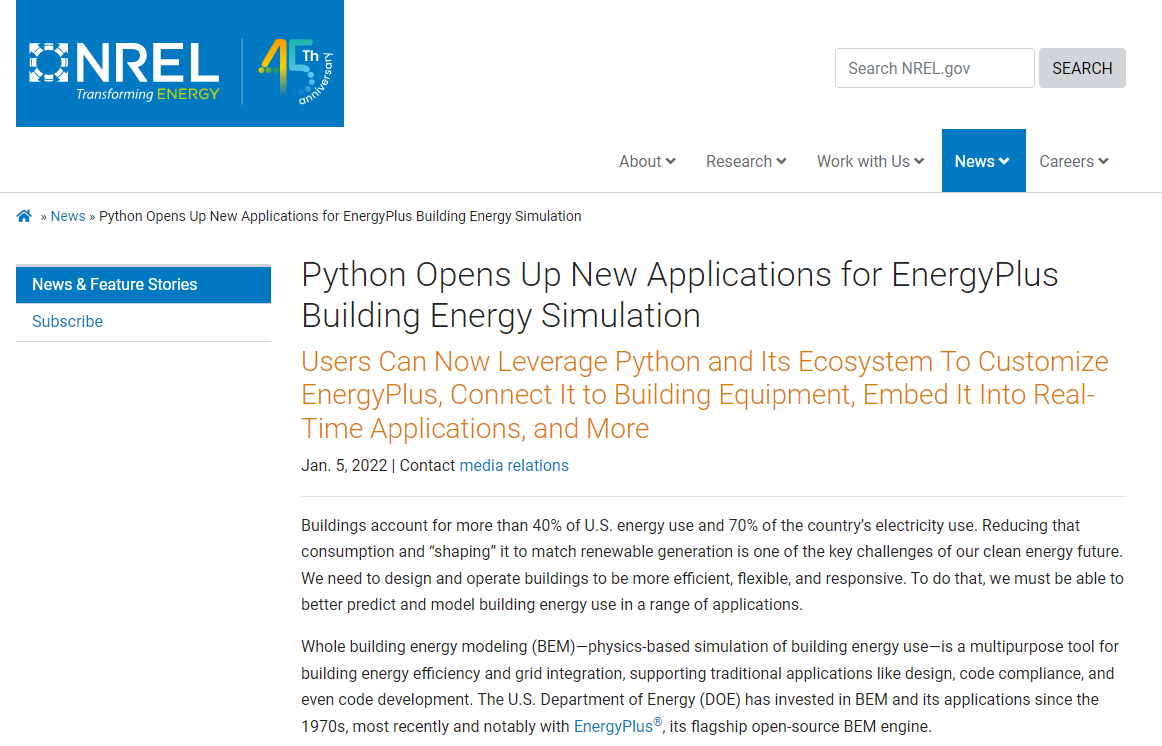 NREL
Transforming ENERGY
45Th
anniversary
Search NREL.gov
SEARCH
About
Research
Work with Us
News
Careers
» News » Python Opens Up New Applications for EnergyPlus Building Energy Simulation
News & Feature Stories
Subscribe
Python Opens Up New Applications for EnergyPlus
Building Energy Simulation
Users Can Now Leverage Python and Its Ecosystem To Customize
EnergyPlus, Connect It to Building Equipment, Embed It Into Real-
Time Applications, and More
Jan. 5, 2022 | Contact media relations
Buildings account for more than 40% of U.S. energy use and 70% of the country’s electricity use. Reducing that
consumption and “shaping” it to match renewable generation is one of the key challenges of our clean energy future.
We need to design and operate buildings to be more efficient, flexible, and responsive. To do that, we must be able to
better predict and model building energy use in a range of applications.
Whole building energy modeling (BEM)—physics-based simulation of building energy use—is a multipurpose tool for
building energy efficiency and grid integration, supporting traditional applications like design, code compliance, and
even code development. The U.S. Department of Energy (DOE) has invested in BEM and its applications since the
1970s, most recently and notably with EnergyPlus®, its flagship open-source BEM engine.